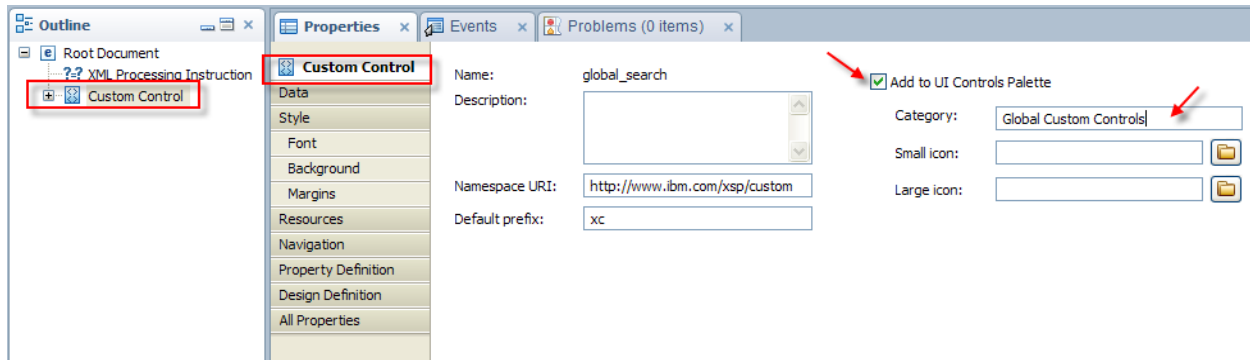 Outline
Root Document
?=? XML Processing Instruction
Custom Control
Properties
Events
Problems (0 items)
Custom Control
Data
Style
Font
Background
Margins
Resources
Navigation
Property Definition
Design Definition
All Properties
Name: global_search
Description:
Namespace URI: http://www.ibm.com/xsp/custom
Default prefix: xc
Add to UI Controls Palette
Category: Global Custom Controls
Small icon:
Large icon: